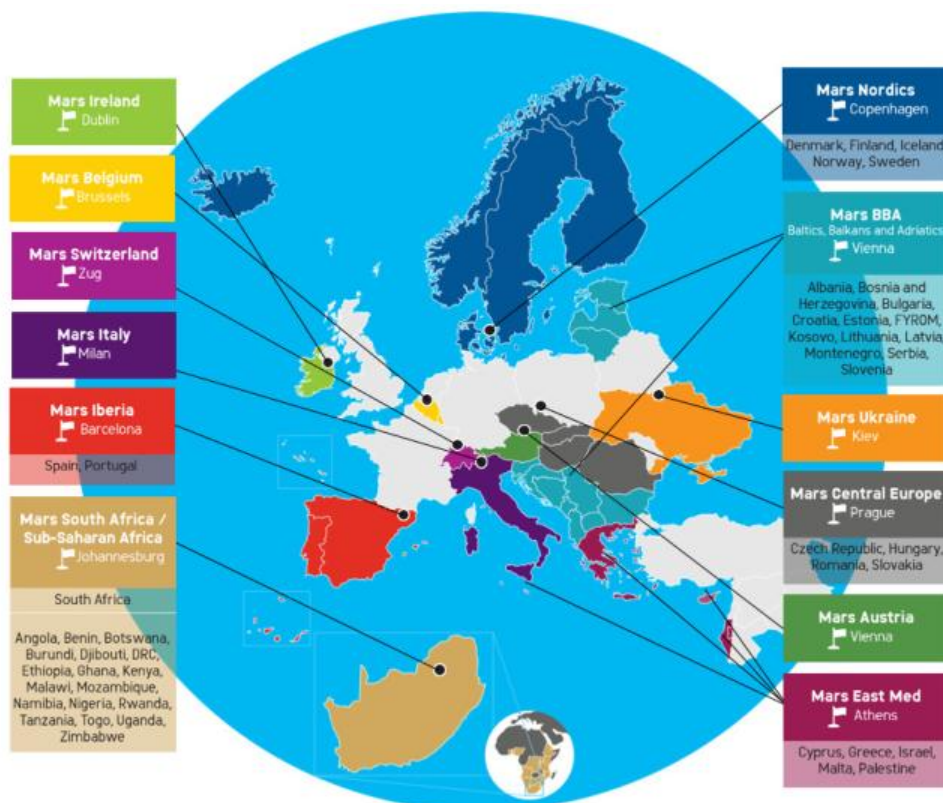 Mars Ireland
Dublin
Mars Belgium
Brussels
Mars Switzerland
Zug
Mars Italy
Milan
Mars Iberia
Barcelona
Spain, Portugal
Mars South Africa /
Sub-Saharan Africa
Johannesburg
South Africa
Angola, Benin, Botswana,
Burundi, Djibouti, DRC,
Ethiopia, Ghana, Kenya,
Malawi, Mozambique,
Namibia, Nigeria, Rwanda,
Tanzania, Togo, Uganda,
Zimbabwe
Mars Nordics
Copenhagen
Denmark, Finland, Iceland
Norway, Sweden
Mars BBA
Baltics, Balkans and Adriatics
Vienna
Albania, Bosnia and
Herzegovina, Bulgaria,
Croatia, Estonia, FYROM,
Kosovo, Lithuania, Latvia,
Montenegro, Serbia,
Slovenia
Mars Ukraine
Kiev
Mars Central Europe
Prague
Czech Republic, Hungary,
Romania, Slovakia
Mars Austria
Vienna
Mars East Med
Athens
Cyprus, Greece, Israel,
Malta, Palestine